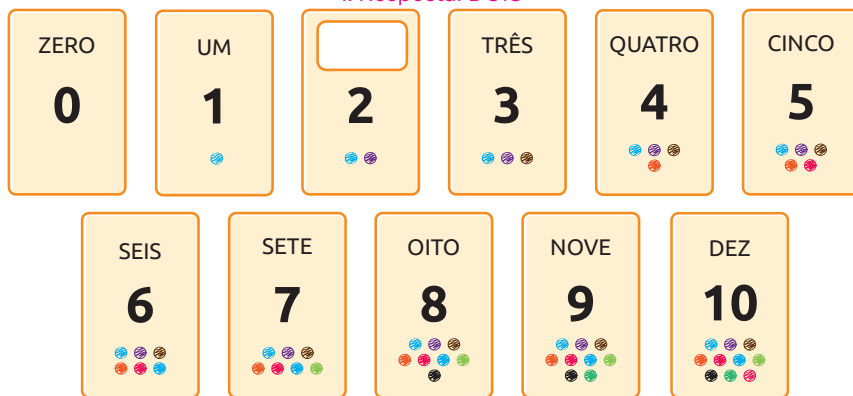 ZERO UM TRÊS QUATRO CINCO
0 1 2 3 4 5
SEIS SETE OITO NOVE DEZ
6 7 8 9 10